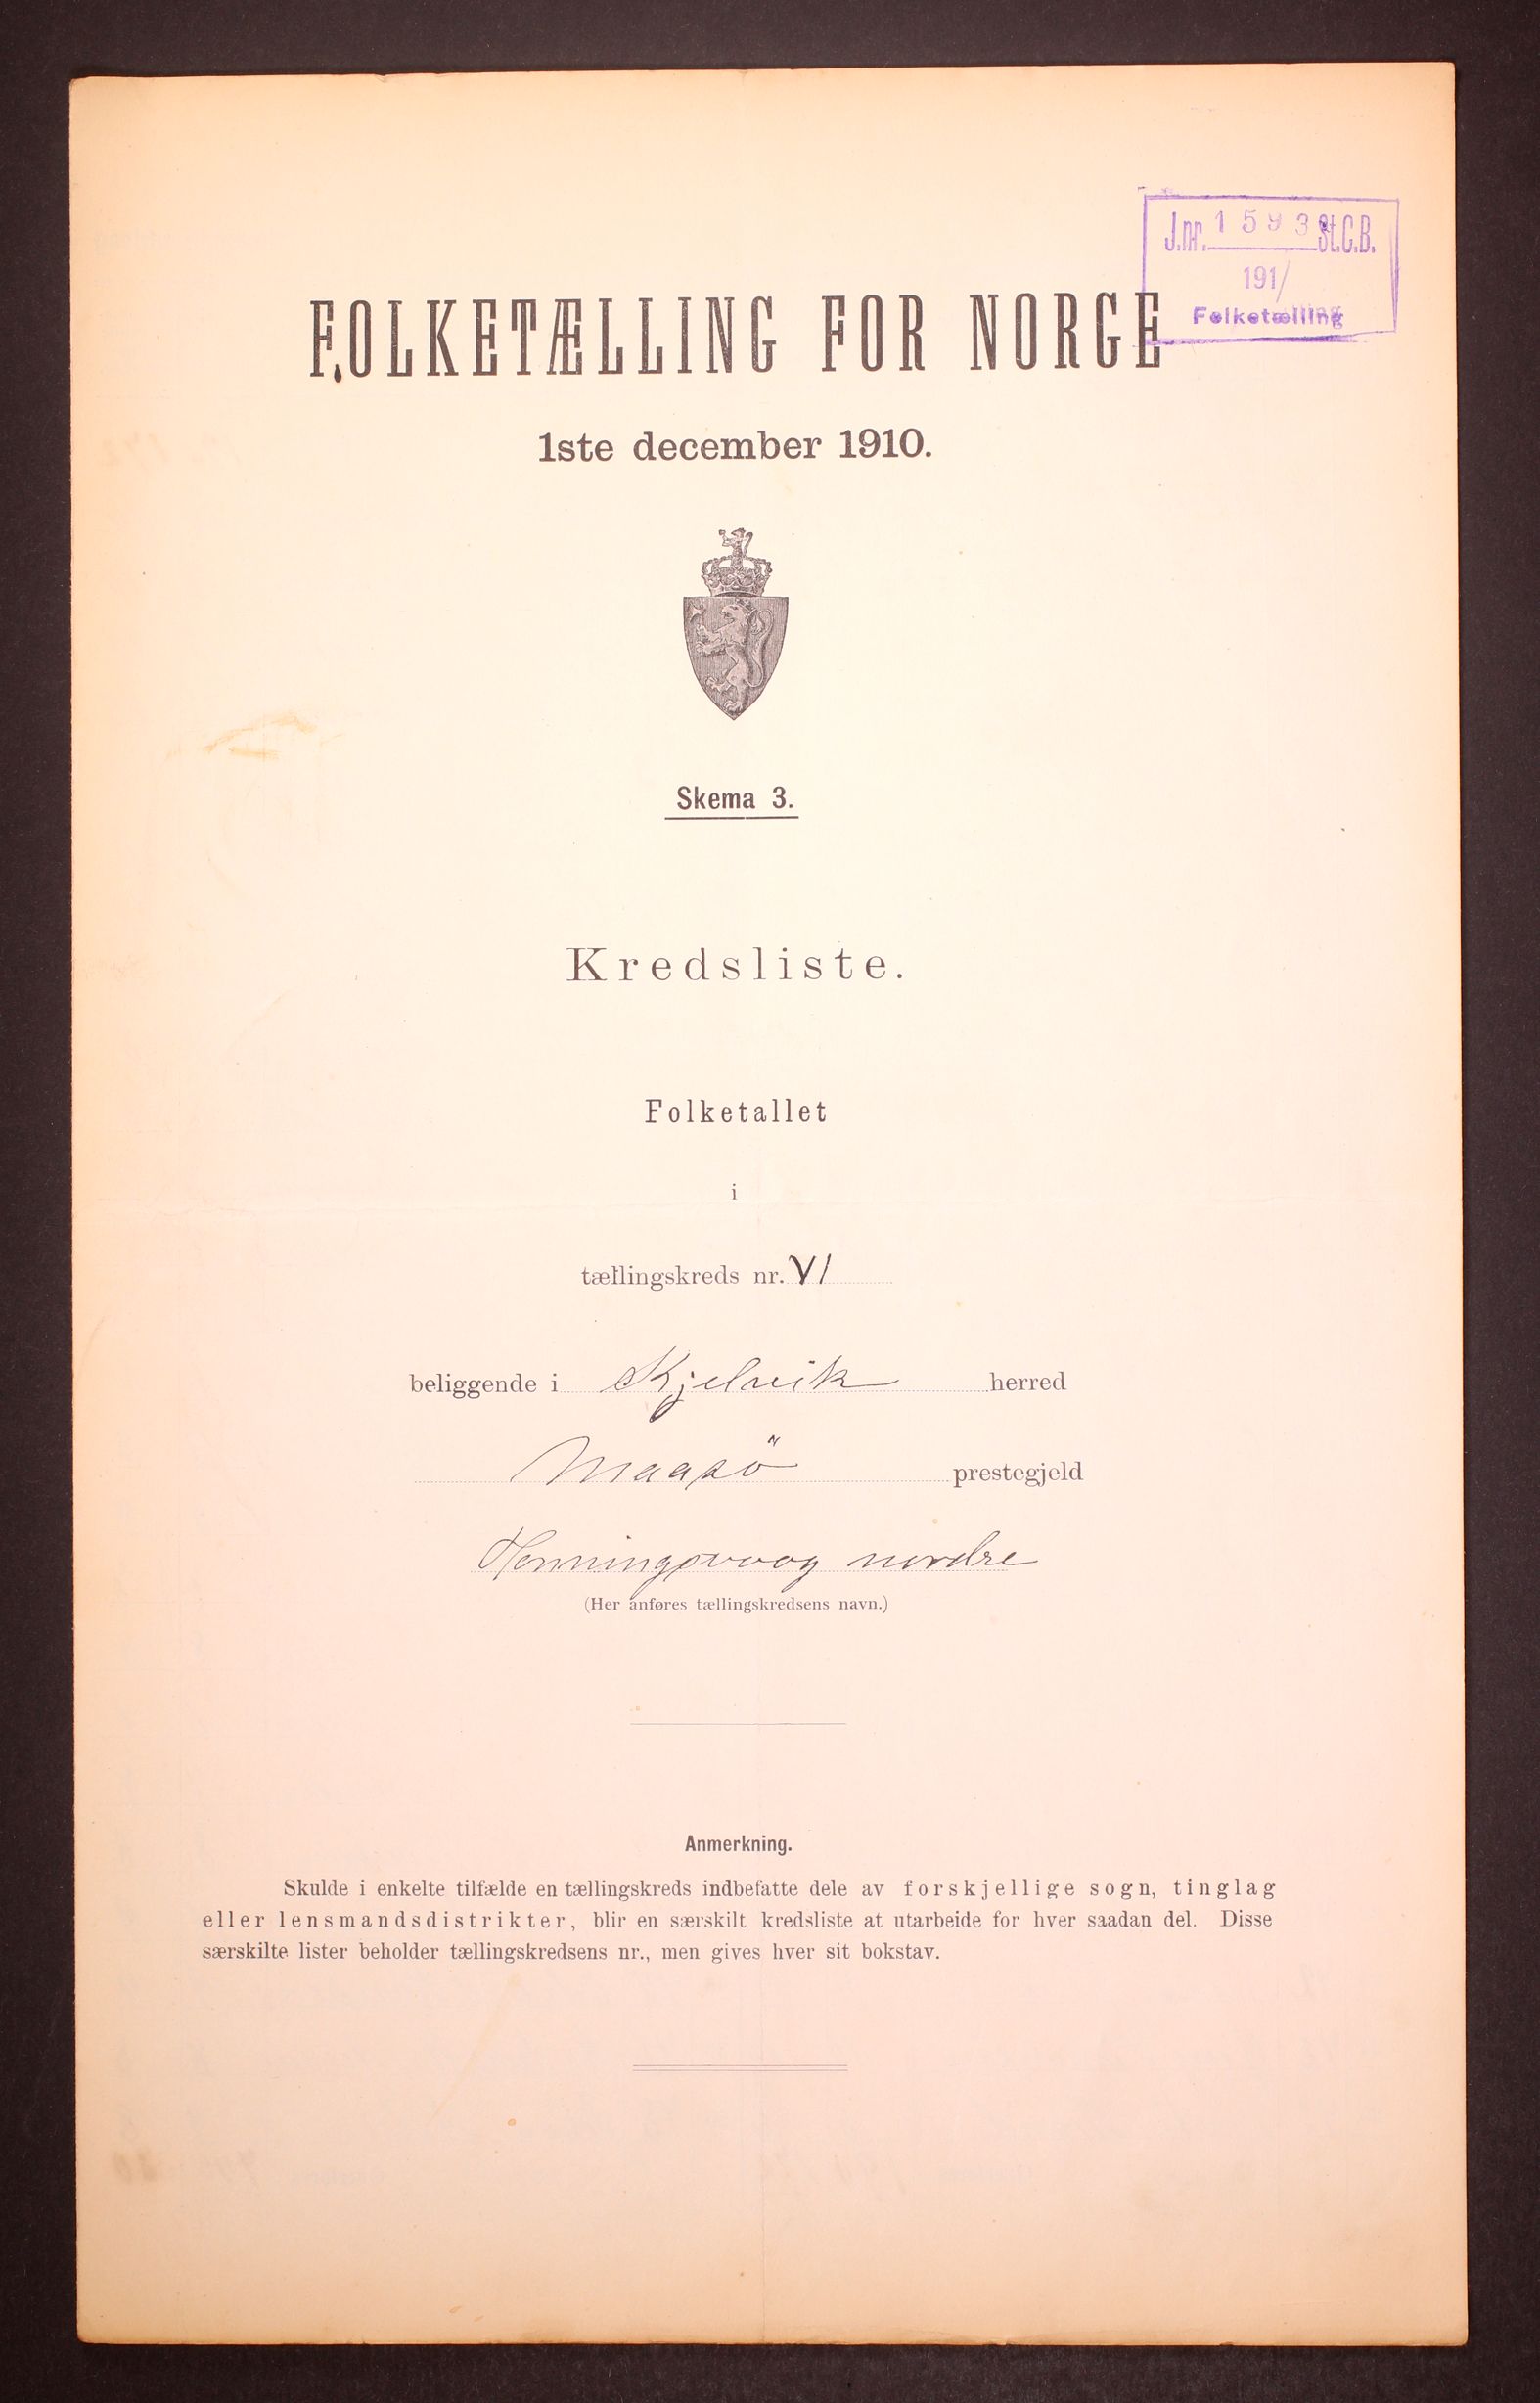 J.nr. 1593 St.C.B.
191/
Folketælling
FOLKETÆLLING FOR NORGE
1ste december 1910.
Skema 3.
Kredsliste.
Folketallet
i
tællingskreds nr. VI
beliggende i Kjelvik herred
Maasö prestegjeld
Honningsvaag nordre
(Her anføres tællingskredsens navn.)
Anmerkning.
Skulde i enkelte tilfælde en tællingskreds indbefatte dele av forskjellige sogn, tinglag
eller lensmandsdistrikter, blir en særskilt kredsliste at utarbeide for hver saadan del. Disse
særskilte lister beholder tællingskredsens nr., men gives hver sit bokstav.